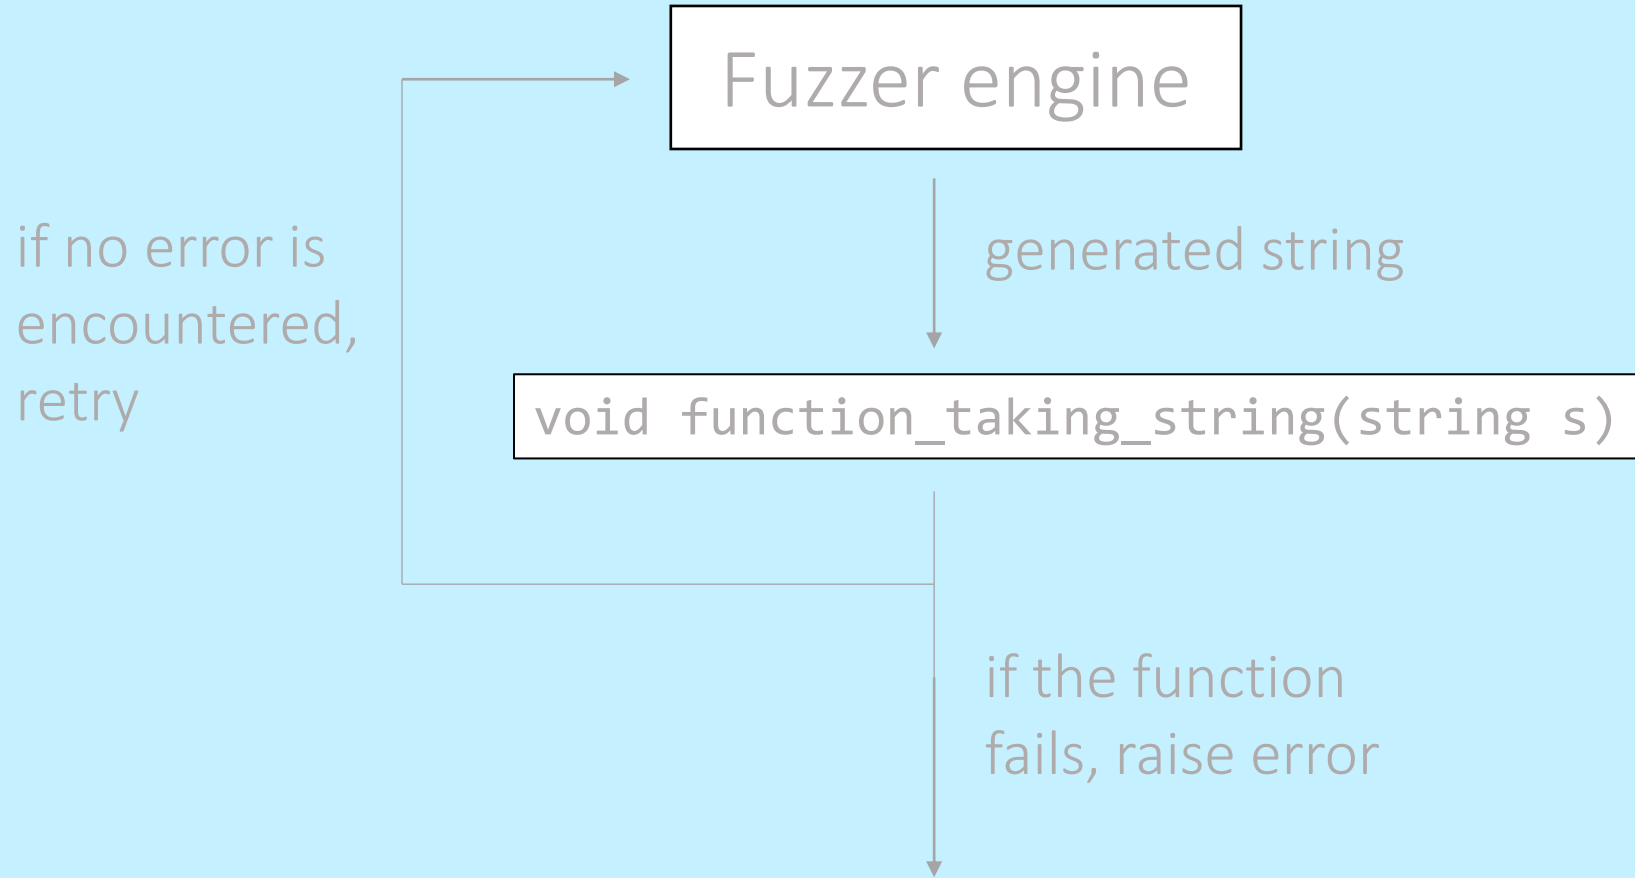 Fuzzer engine
if no error is
encountered,
retry
generated string
void function_taking_string(string s)
if the function
fails, raise error